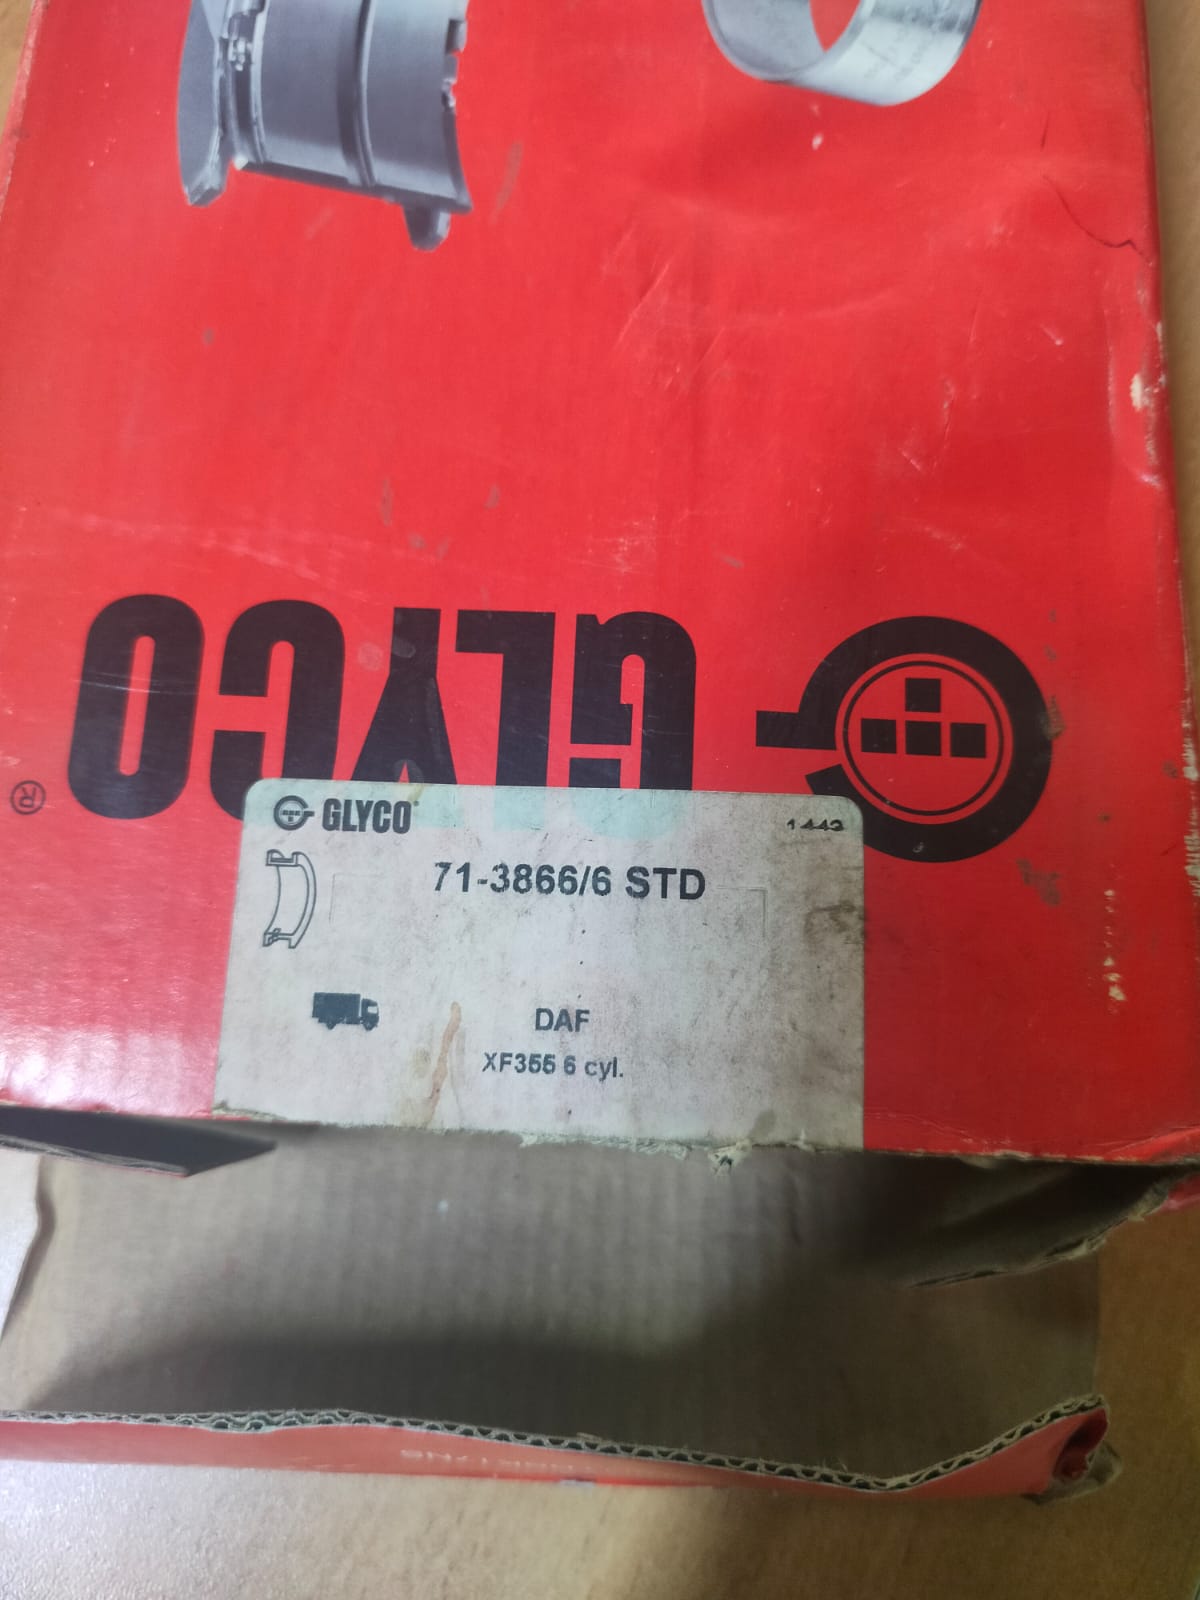 GLYCO
®
GLYCO
1443
71-3866/6 STD
DAF
XF355 6 cyl.